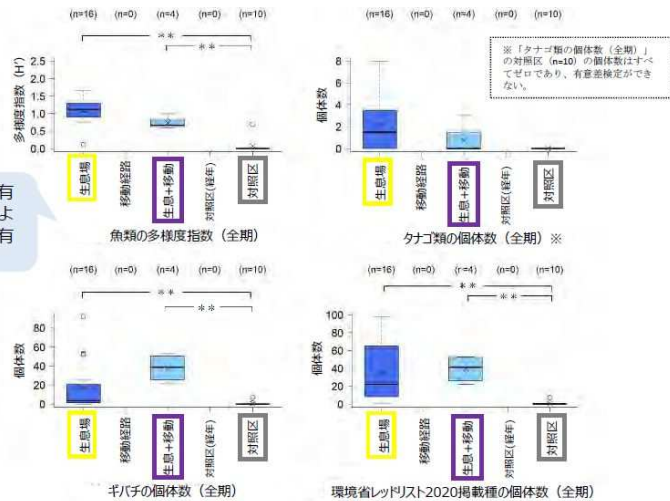 (n=16) (n=0) (n=4) (n=0) (n=10)
**
**
多様度指数 (H')
2.5
2.0
1.5
1.0
0.5
0.0
生息場
移動経路
生息+移動
対照区(経年)
対照区
魚類の多様度指数（全期）
(n=16) (n=0) (n=4) (n=0) (n=10)
※「タナゴ類の個体数（全期）」
の対照区（n=10）の個体数はすべ
てゼロであり、有意差検定ができ
ない。
個体数
8
6
4
2
0
生息場
移動経路
生息+移動
対照区(経年)
対照区
タナゴ類の個体数（全期）※
有
よ
有
(n=16) (n=0) (n=4) (n=0) (n=10)
**
**
個体数
80
60
40
20
0
生息場
移動経路
生息+移動
対照区(経年)
対照区
ギバチの個体数（全期）
(n=16) (n=0) (n=4) (n=0) (n=10)
**
**
個体数
100
80
60
40
20
0
生息場
移動経路
生息+移動
対照区(経年)
対照区
環境省レッドリスト2020掲載種の個体数（全期）